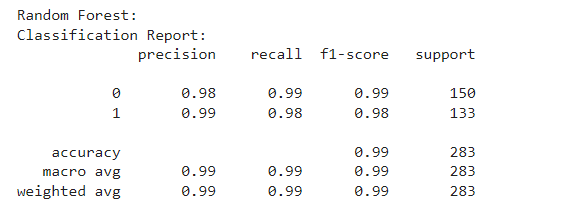 Random Forest:
Classification Report:
precision recall f1-score support
0 0.98 0.99 0.99 150
1 0.99 0.98 0.98 133
accuracy 0.99 283
macro avg 0.99 0.99 0.99 283
weighted avg 0.99 0.99 0.99 283